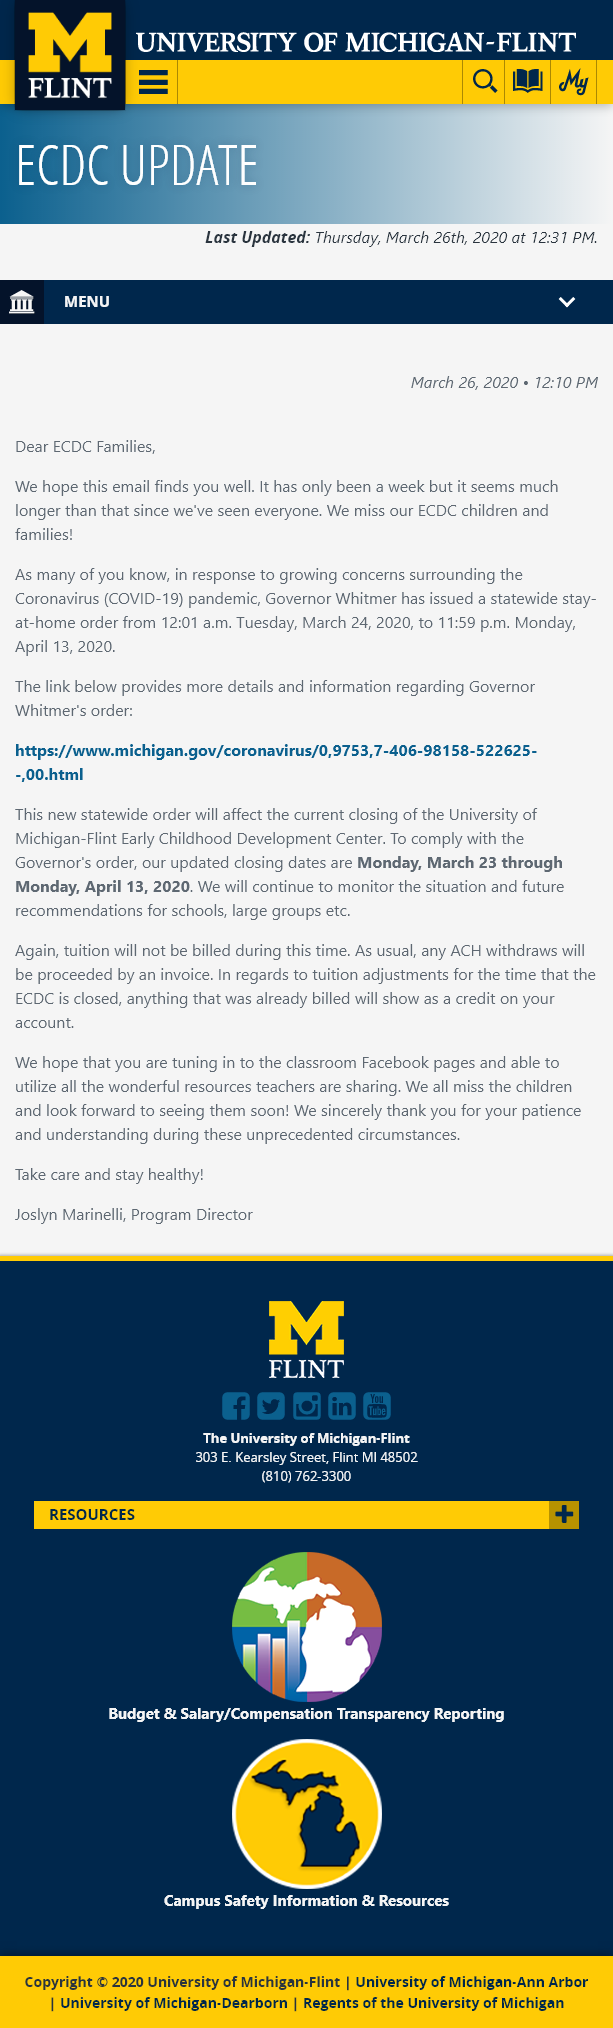 M
FLINT
UNIVERSITY OF MICHIGAN-FLINT
My
ECDC UPDATE
Last Updated: Thursday, March 26th, 2020 at 12:31 PM.
MENU
March 26, 2020 • 12:10 PM
Dear ECDC Families,
We hope this email finds you well. It has only been a week but it seems much
longer than that since we've seen everyone. We miss our ECDC children and
families!
As many of you know, in response to growing concerns surrounding the
Coronavirus (COVID-19) pandemic, Governor Whitmer has issued a statewide stay-
at-home order from 12:01 a.m. Tuesday, March 24, 2020, to 11:59 p.m. Monday,
April 13, 2020.
The link below provides more details and information regarding Governor
Whitmer's order:
https://www.michigan.gov/coronavirus/0,9753,7-406-98158-522625-
-,00.html
This new statewide order will affect the current closing of the University of
Michigan-Flint Early Childhood Development Center. To comply with the
Governor's order, our updated closing dates are Monday, March 23 through
Monday, April 13, 2020. We will continue to monitor the situation and future
recommendations for schools, large groups etc.
Again, tuition will not be billed during this time. As usual, any ACH withdraws will
be proceeded by an invoice. In regards to tuition adjustments for the time that the
ECDC is closed, anything that was already billed will show as a credit on your
account.
We hope that you are tuning in to the classroom Facebook pages and able to
utilize all the wonderful resources teachers are sharing. We all miss the children
and look forward to seeing them soon! We sincerely thank you for your patience
and understanding during these unprecedented circumstances.
Take care and stay healthy!
Joslyn Marinelli, Program Director
M
FLINT
You
Tube
The University of Michigan-Flint
303 E. Kearsley Street, Flint MI 48502
(810) 762-3300
RESOURCES
Budget & Salary/Compensation Transparency Reporting
Campus Safety Information & Resources
Copyright © 2020 University of Michigan-Flint | University of Michigan-Ann Arbor
| University of Michigan-Dearborn | Regents of the University of Michigan